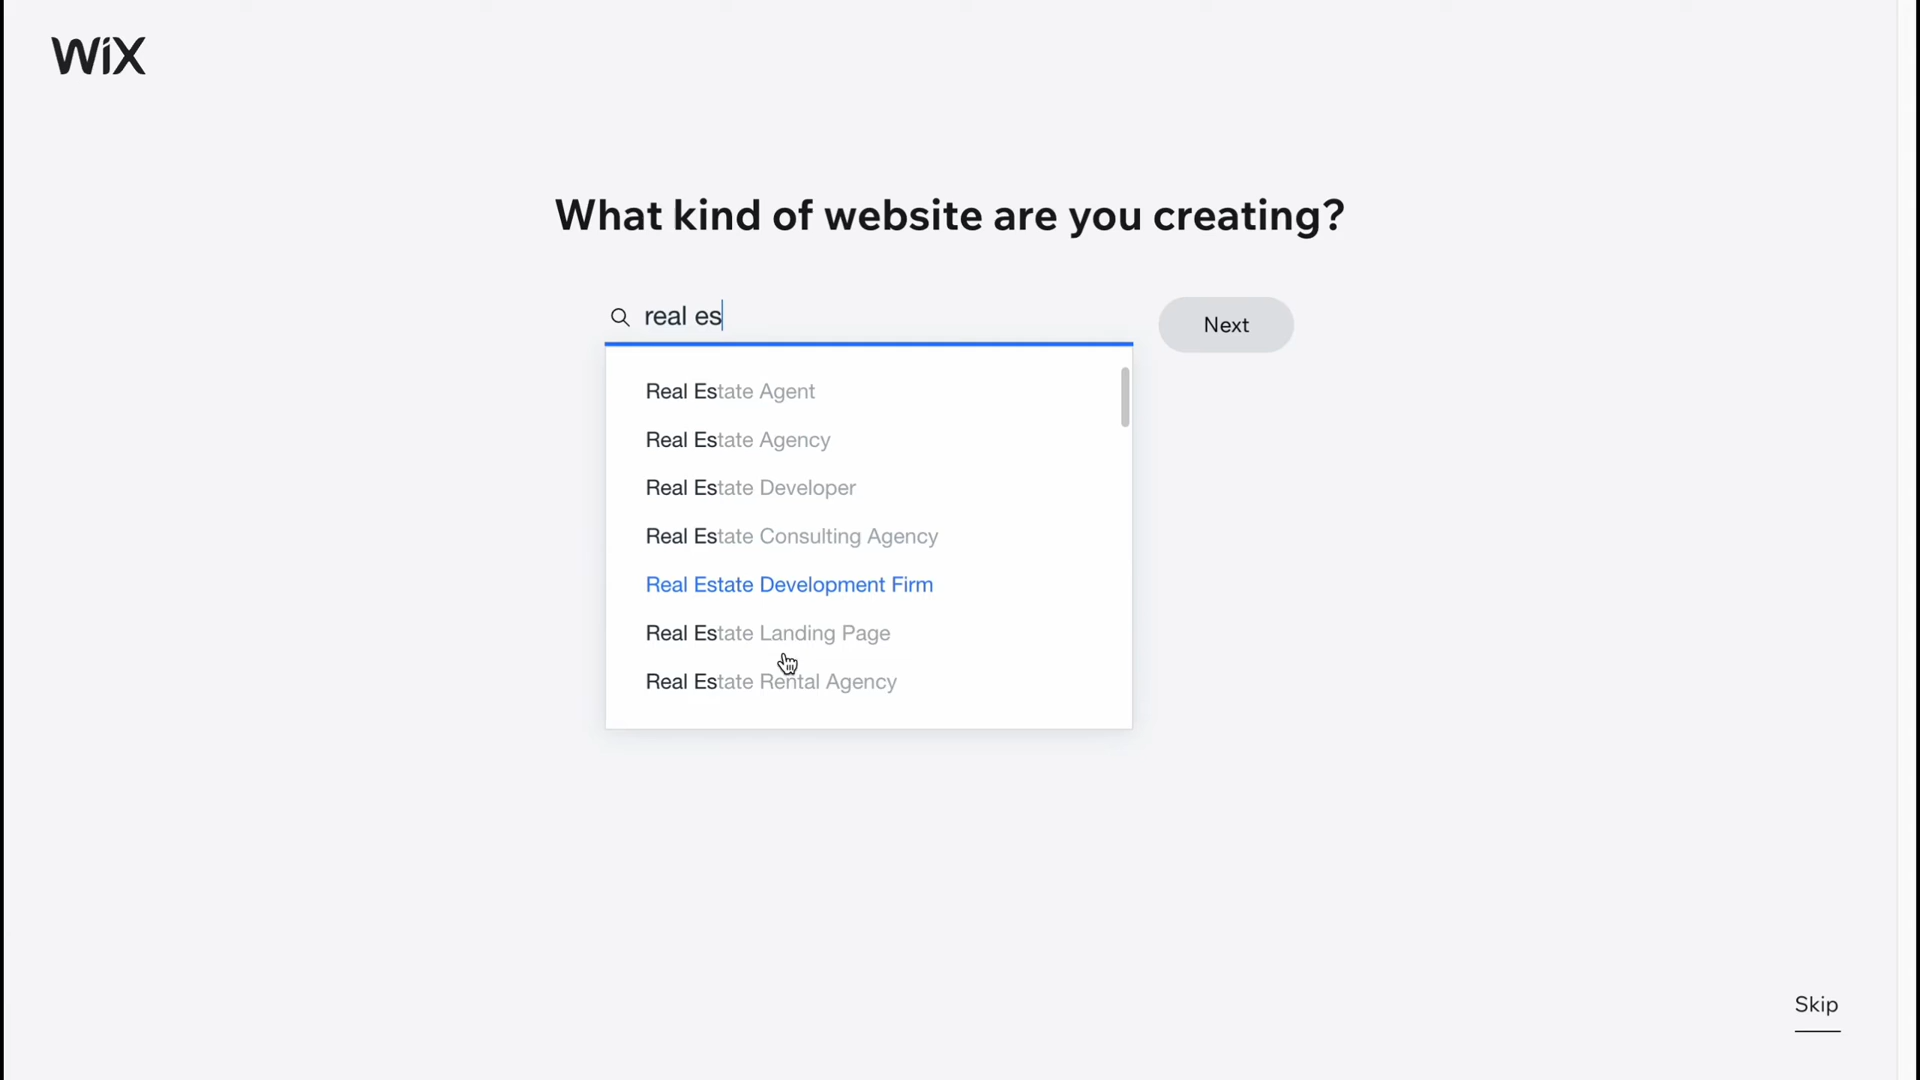 WiX
What kind of website are you creating?
real es
Next
Real Estate Agent
Real Estate Agency
Real Estate Developer
Real Estate Consulting Agency
Real Estate Development Firm
Real Estate Landing Page
Real Estate Rental Agency
Skip